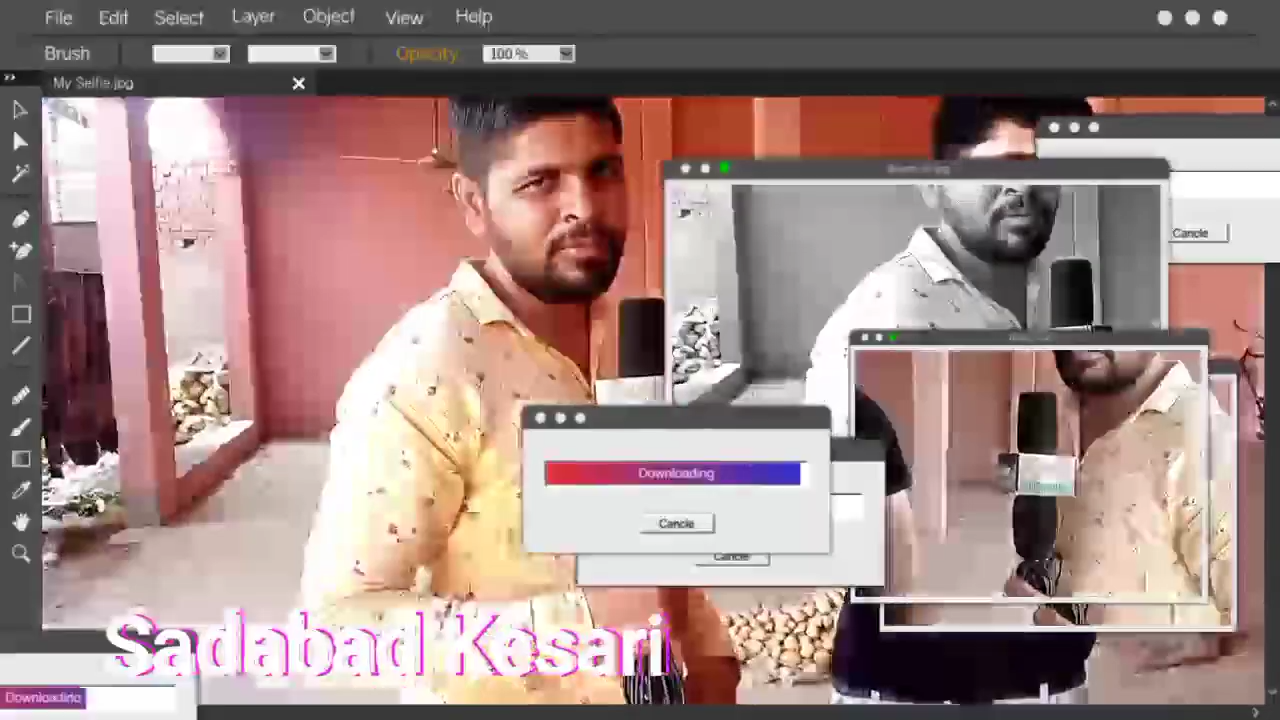 File Edit Select Layer Object View Help
Brush Opacity 100 %
My Selfie.jpg
Cancle
Downloading
Cancle
Cancle
Sadabad Kesari
Downloading